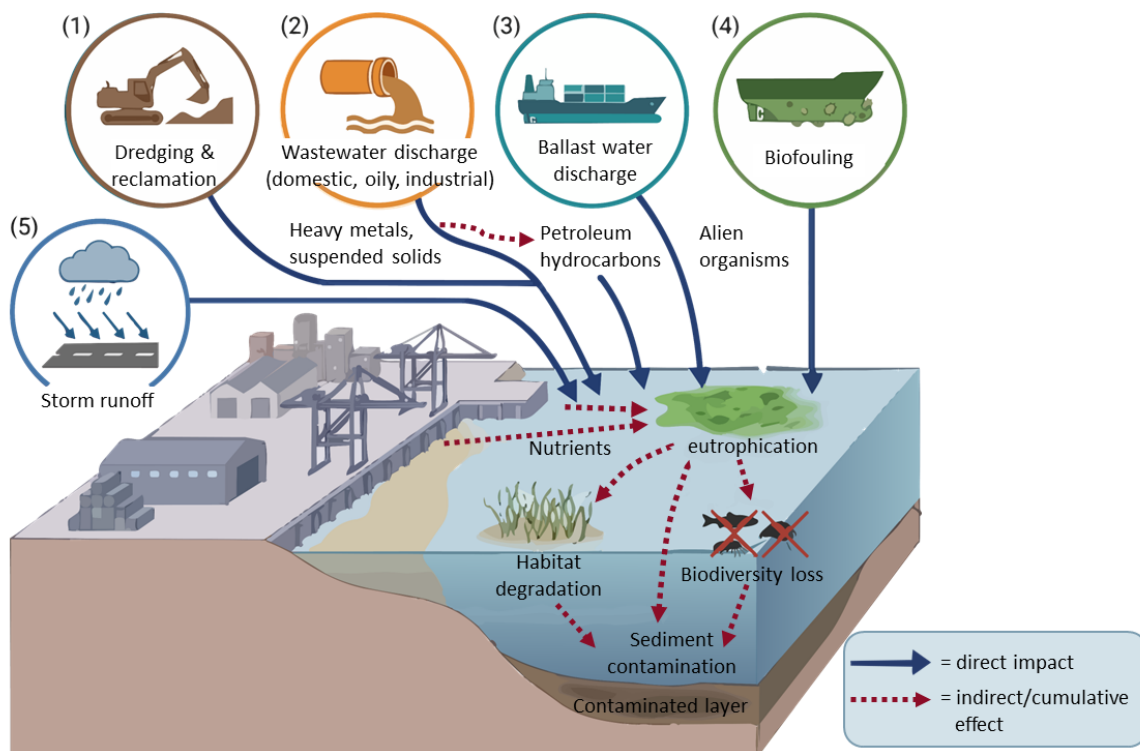 (1)
Dredging &
reclamation
(2)
Wastewater discharge
(domestic, oily, industrial)
(3)
Ballast water
discharge
(4)
Biofouling
(5)
Storm runoff
Heavy metals,
suspended solids
Petroleum
hydrocarbons
Alien
organisms
Nutrients
eutrophication
Habitat
degradation
Biodiversity loss
Sediment
contamination
Contaminated layer
= direct impact
= indirect/cumulative
effect